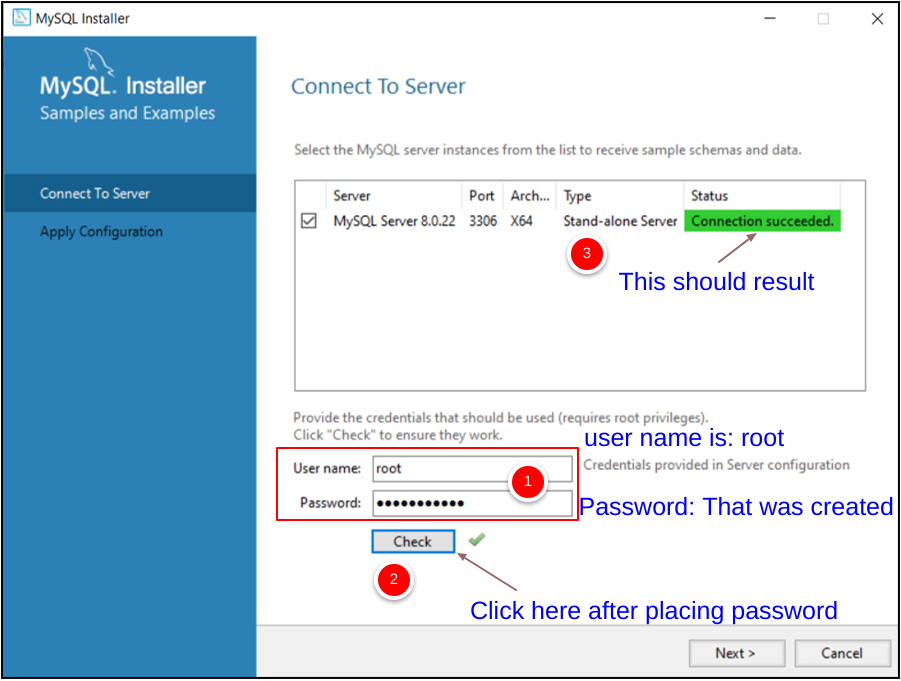 MySQL Installer
MySQL. Installer
Samples and Examples
Connect To Server
Apply Configuration
Connect To Server
Select the MySQL server instances from the list to receive sample schemas and data.
Server Port Arch... Type Status
MySQL Server 8.0.22 3306 X64 Stand-alone Server Connection succeeded.
3
This should result
Provide the credentials that should be used (requires root privileges).
Click "Check" to ensure they work.
user name is: root
User name: root
1
Credentials provided in Server configuration
Password: ●●●●●●●●●●●
Password: That was created
Check
2
Click here after placing password
Next >
Cancel